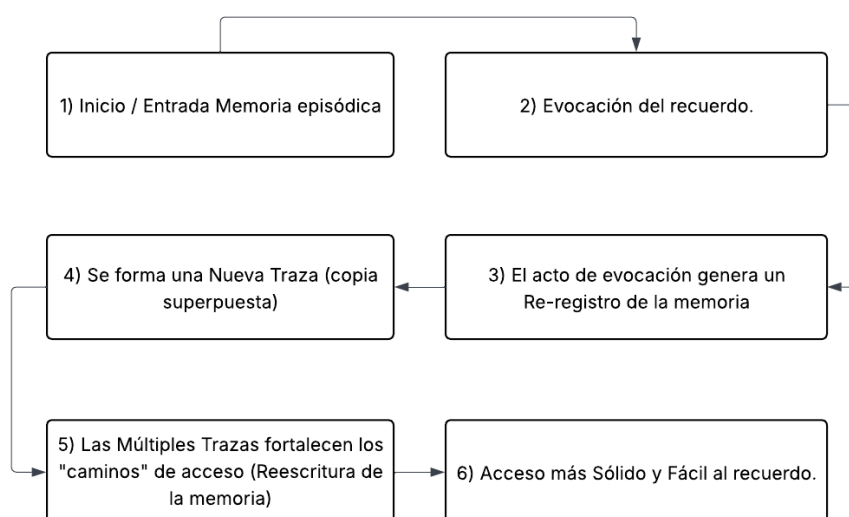 1) Inicio / Entrada Memoria episódica
2) Evocación del recuerdo.
3) El acto de evocación genera un
Re-registro de la memoria
4) Se forma una Nueva Traza (copia
superpuesta)
5) Las Múltiples Trazas fortalecen los
"caminos" de acceso (Reescritura de
la memoria)
6) Acceso más Sólido y Fácil al recuerdo.